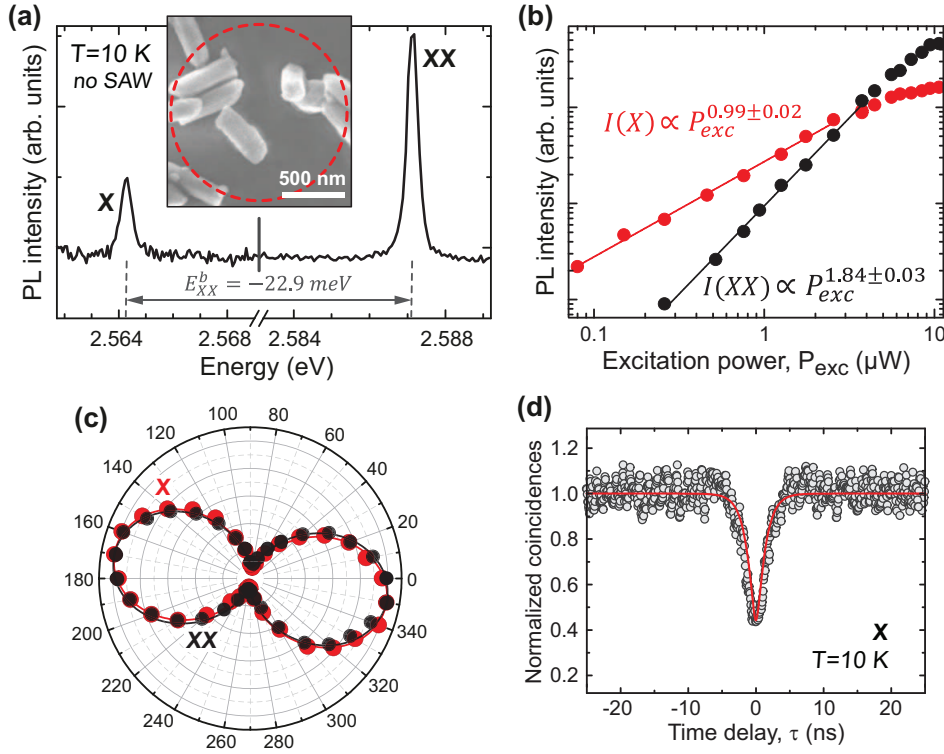 (a)
T=10 K
no SAW
X
XX
500 nm
E^b_XX = −22.9 meV
PL intensity (arb. units)
2.564 2.568 2.584 2.588
Energy (eV)
(b)
I(X) ∝ P_exc^0.99±0.02
I(XX) ∝ P_exc^1.84±0.03
PL intensity (arb. units)
0.1 1 10
Excitation power, P_exc (µW)
(c)
100 80
120 60
140 40
160 20
180 0
200 340
220 320
240 300
260 280
X
XX
(d)
Normalized coincidences
1.2
1.0
0.8
0.6
0.4
0.2
X
T=10 K
-20 -10 0 10 20
Time delay, τ (ns)